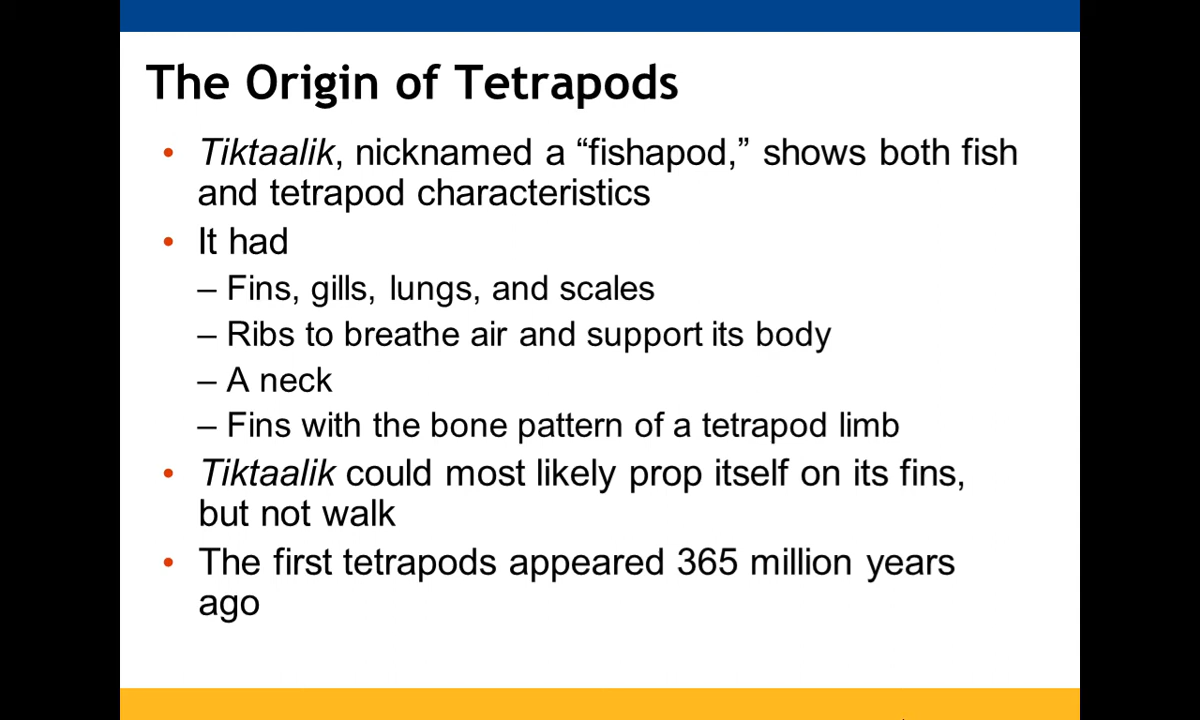 The Origin of Tetrapods
• Tiktaalik, nicknamed a “fishapod,” shows both fish
and tetrapod characteristics
• It had
– Fins, gills, lungs, and scales
– Ribs to breathe air and support its body
– A neck
– Fins with the bone pattern of a tetrapod limb
• Tiktaalik could most likely prop itself on its fins,
but not walk
• The first tetrapods appeared 365 million years
ago